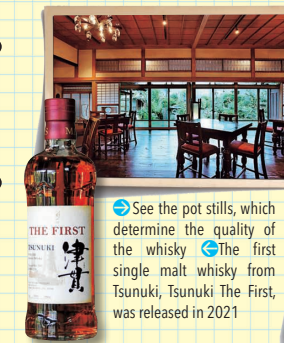 THE FIRST
TSUNUKI
津貫
See the pot stills, which
determine the quality of
the whisky The first
single malt whisky from
Tsunuki, Tsunuki The First,
was released in 2021